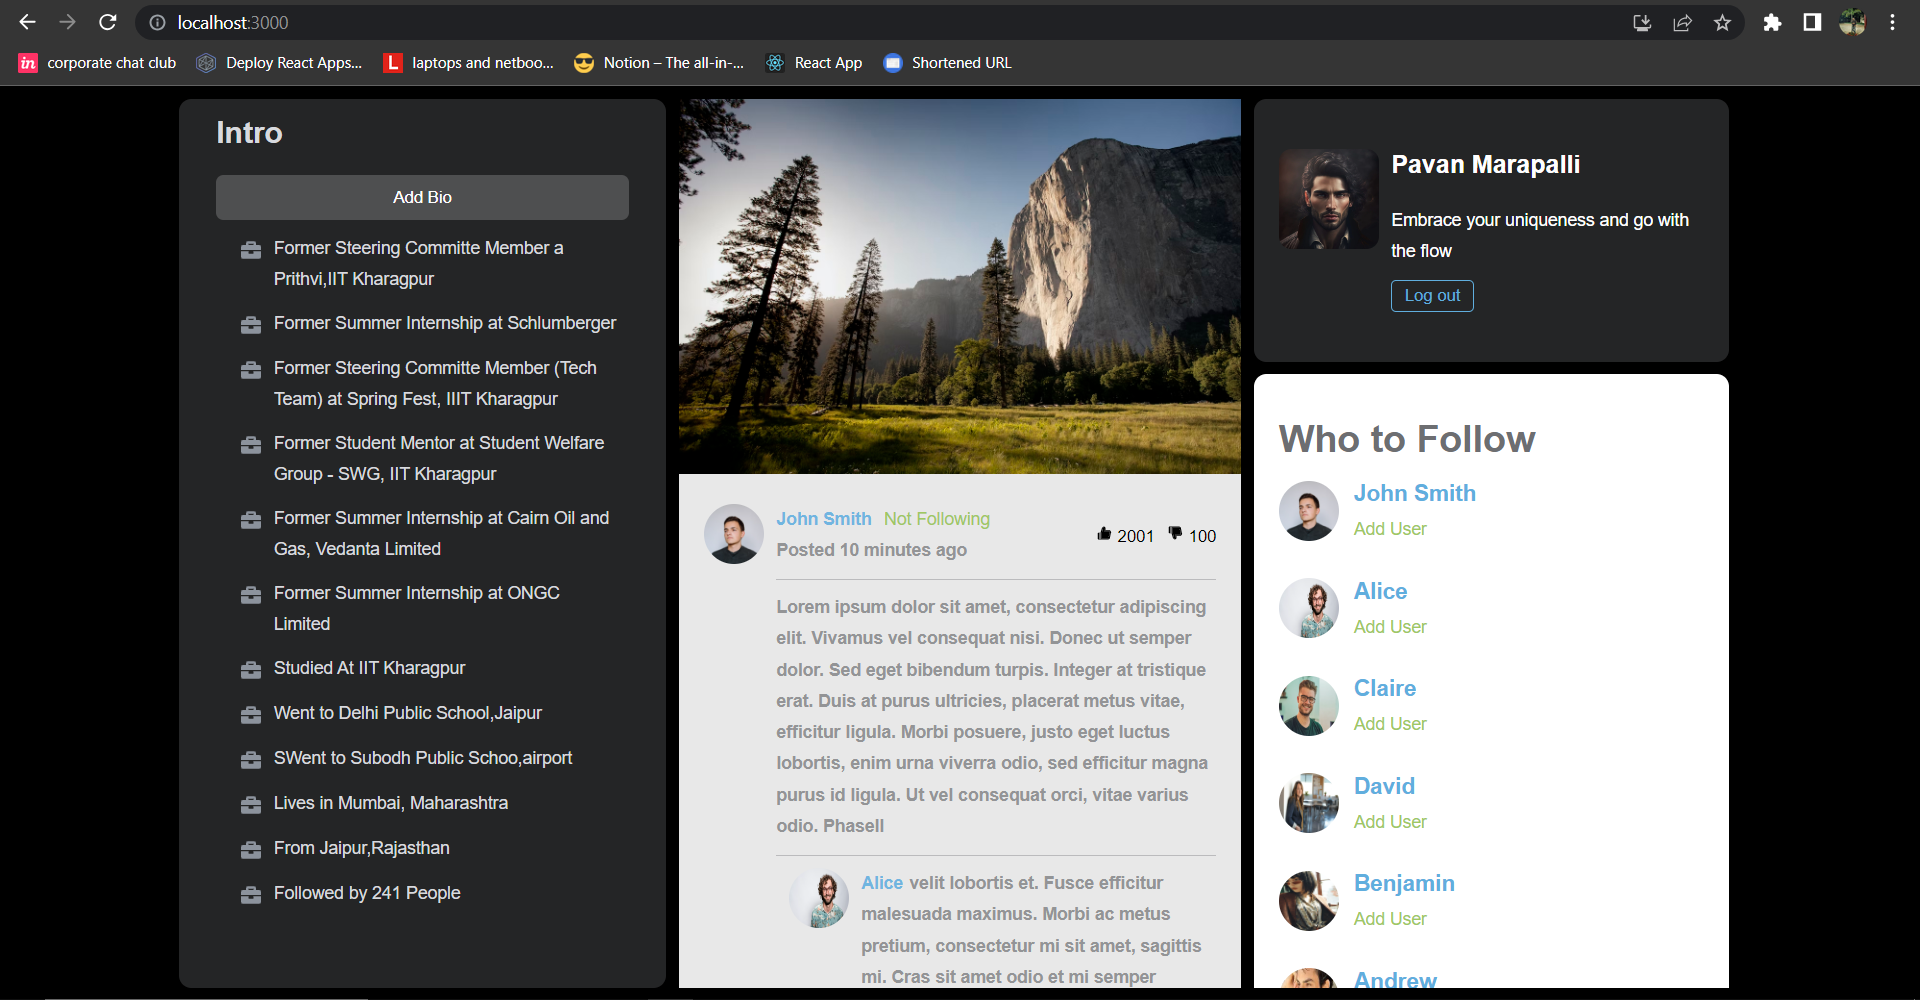 localhost:3000
corporate chat club
Deploy React Apps...
L
laptops and netboo...
Notion – The all-in-...
React App
Shortened URL
Intro
Add Bio
Former Steering Committe Member a
Prithvi,IIT Kharagpur
Former Summer Internship at Schlumberger
Former Steering Committe Member (Tech
Team) at Spring Fest, IIIT Kharagpur
Former Student Mentor at Student Welfare
Group - SWG, IIT Kharagpur
Former Summer Internship at Cairn Oil and
Gas, Vedanta Limited
Former Summer Internship at ONGC
Limited
Studied At IIT Kharagpur
Went to Delhi Public School,Jaipur
SWent to Subodh Public Schoo,airport
Lives in Mumbai, Maharashtra
From Jaipur,Rajasthan
Followed by 241 People
John Smith Not Following
Posted 10 minutes ago
2001 100
Lorem ipsum dolor sit amet, consectetur adipiscing
elit. Vivamus vel consequat nisi. Donec ut semper
dolor. Sed eget bibendum turpis. Integer at tristique
erat. Duis at purus ultricies, placerat metus vitae,
efficitur ligula. Morbi posuere, justo eget luctus
lobortis, enim urna viverra odio, sed efficitur magna
purus id ligula. Ut vel consequat orci, vitae varius
odio. Phasell
Alice velit lobortis et. Fusce efficitur
malesuada maximus. Morbi ac metus
pretium, consectetur mi sit amet, sagittis
mi. Cras sit amet odio et mi semper
Pavan Marapalli
Embrace your uniqueness and go with
the flow
Log out
Who to Follow
John Smith
Add User
Alice
Add User
Claire
Add User
David
Add User
Benjamin
Add User
Andrew